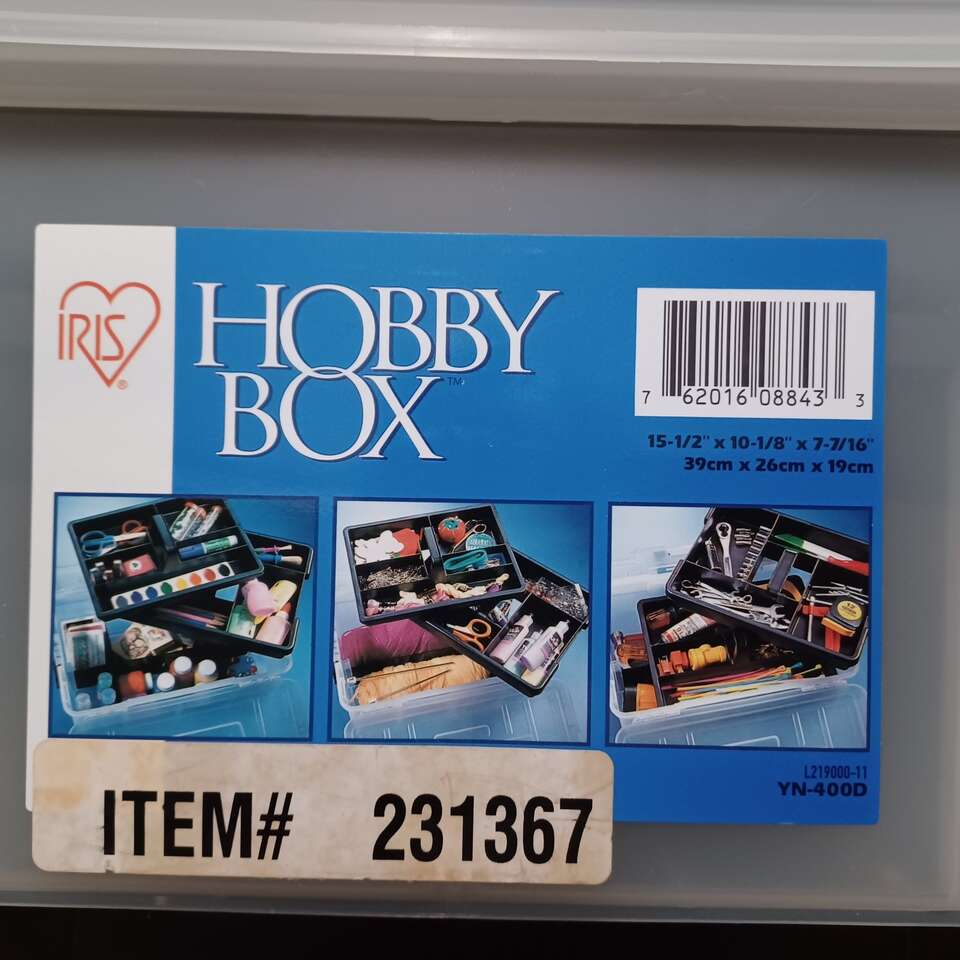 IRIS®
HOBBY
BOX™
7 62016 08843 3
15-1/2" x 10-1/8" x 7-7/16"
39cm x 26cm x 19cm
L219000-11
YN-400D
ITEM# 231367